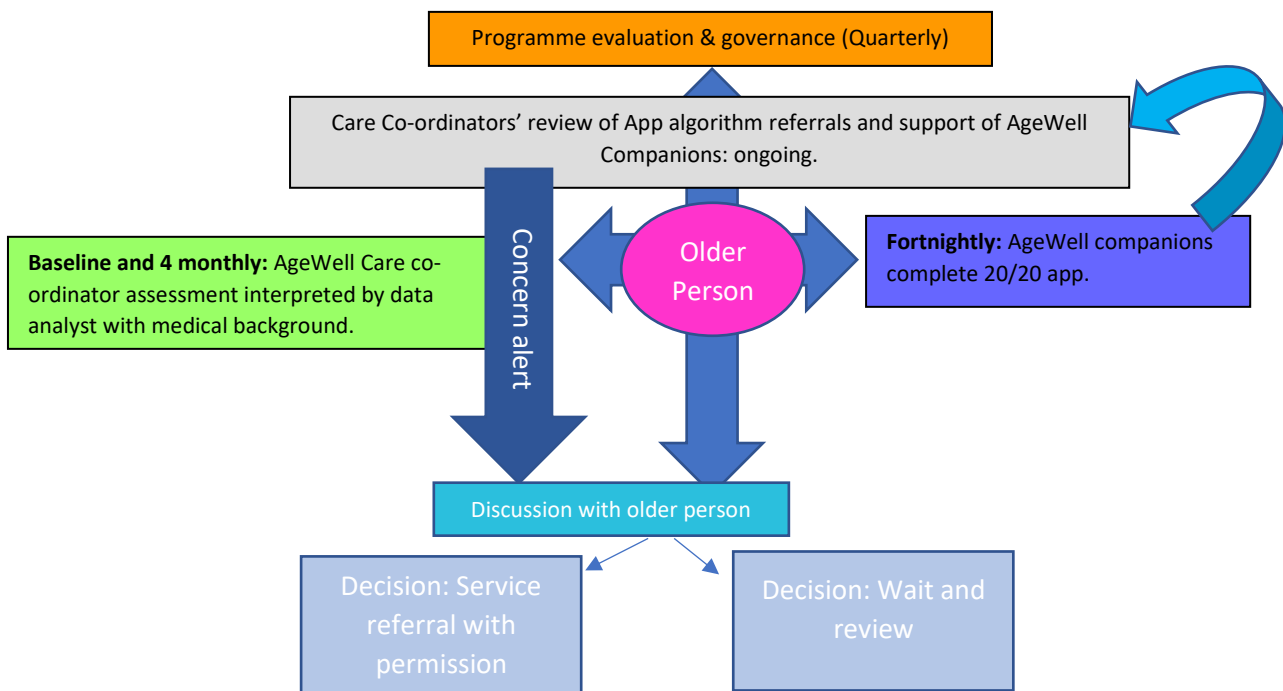 Programme evaluation & governance (Quarterly)
Care Co-ordinators’ review of App algorithm referrals and support of AgeWell
Companions: ongoing.
Concern alert
Older
Person
Baseline and 4 monthly: AgeWell Care co-
ordinator assessment interpreted by data
analyst with medical background.
Fortnightly: AgeWell companions
complete 20/20 app.
Discussion with older person
Decision: Service
referral with
permission
Decision: Wait and
review